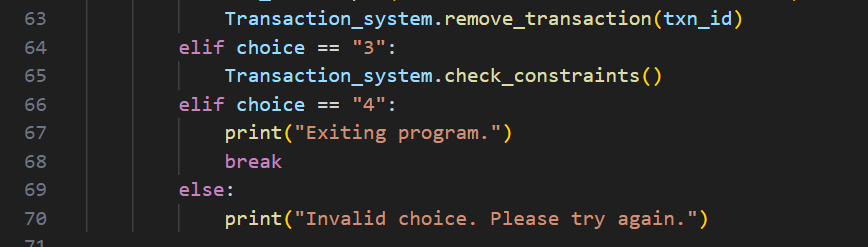 63 Transaction_system.remove_transaction(txn_id)
64 elif choice == "3":
65 Transaction_system.check_constraints()
66 elif choice == "4":
67 print("Exiting program.")
68 break
69 else:
70 print("Invalid choice. Please try again.")
71